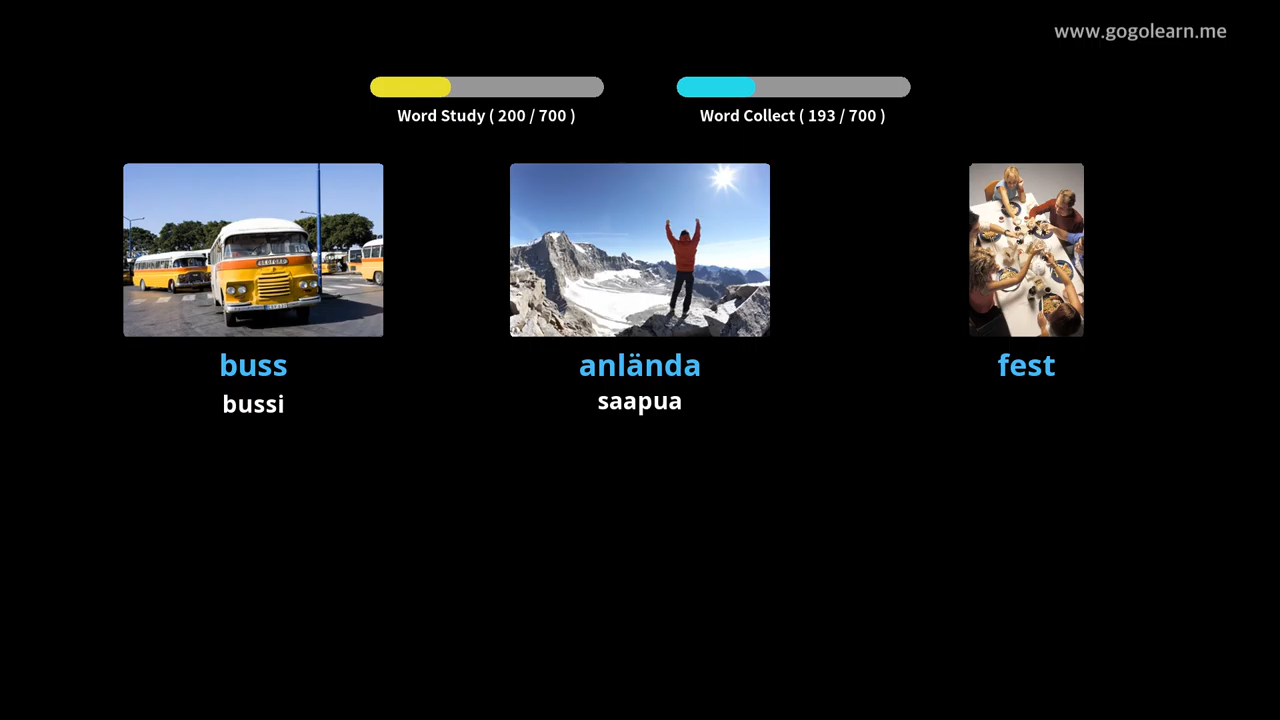 www.gogolearn.me
Word Study ( 200 / 700 )
Word Collect ( 193 / 700 )
buss
bussi
anlända
saapua
fest